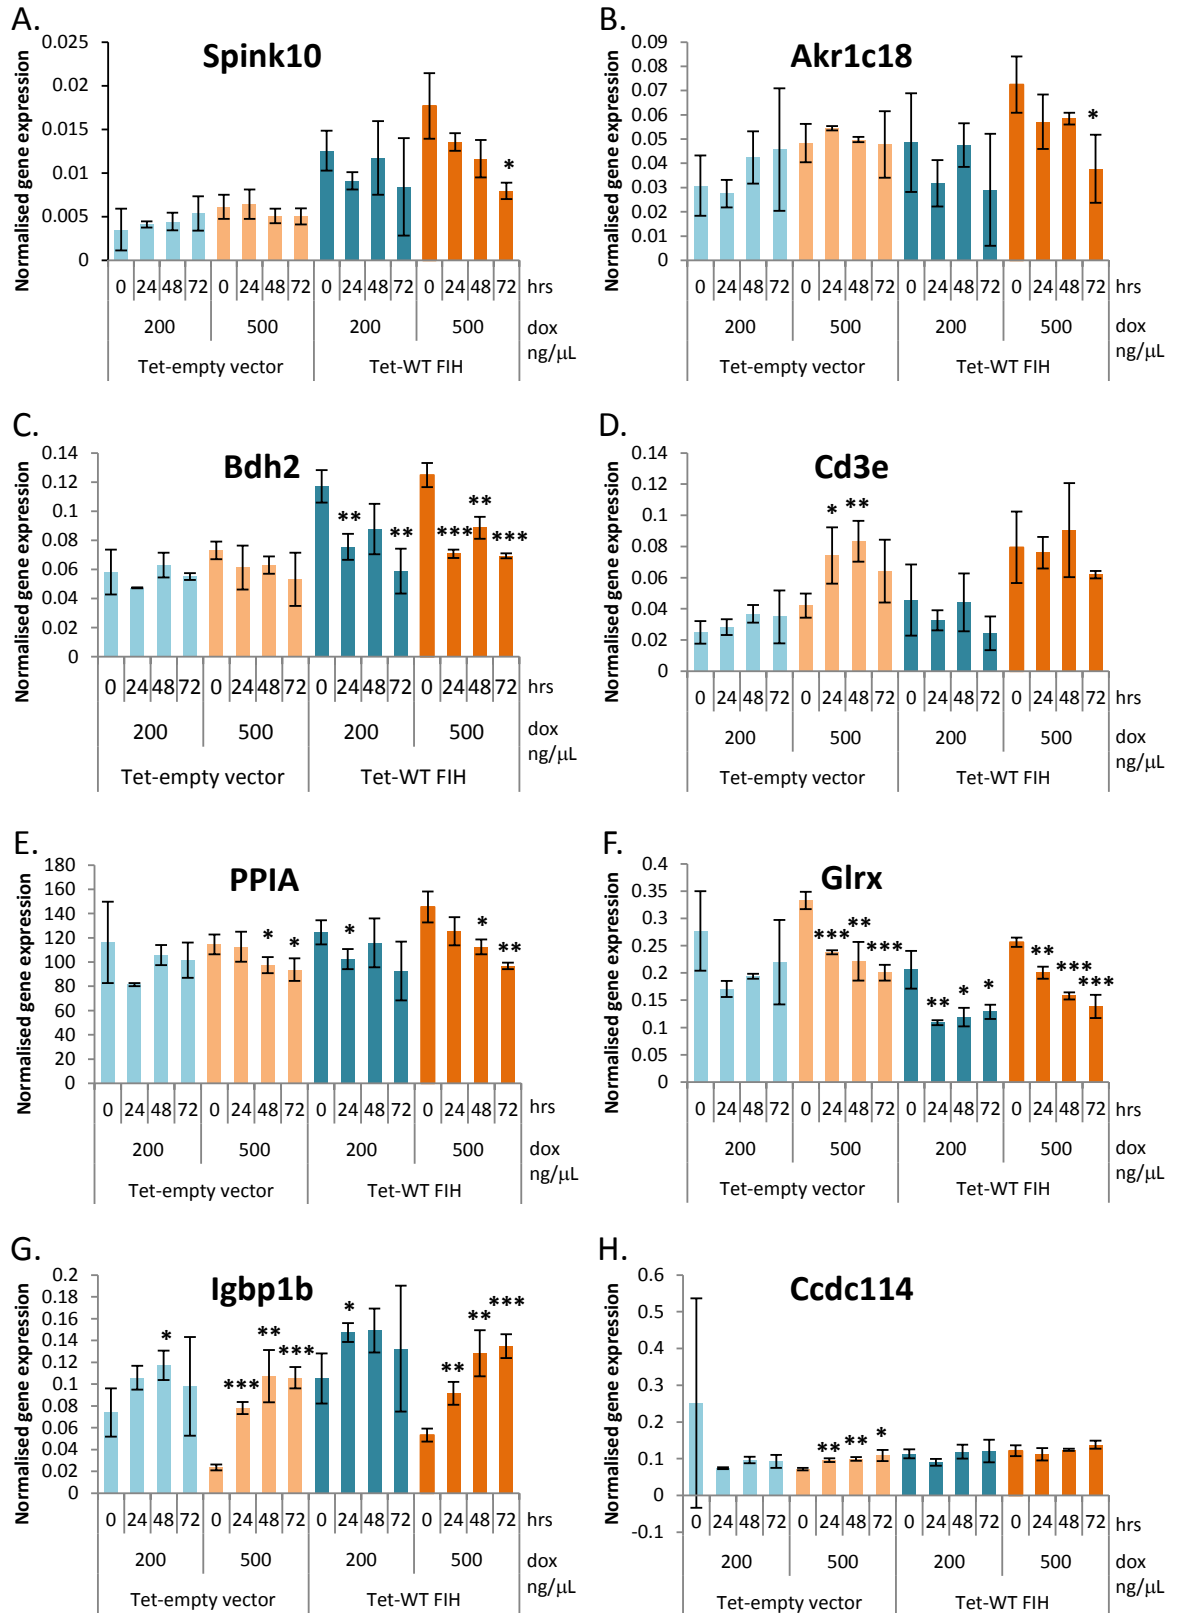 A.
Spink10
Normalised gene expression
0.025
0.02
0.015
0.01
0.005
0
*
0 24 48 72 0 24 48 72 0 24 48 72 0 24 48 72 hrs
200 500 200 500 dox
ng/μL
Tet-empty vector Tet-WT FIH
B.
Akr1c18
Normalised gene expression
0.09
0.08
0.07
0.06
0.05
0.04
0.03
0.02
0.01
0.00
*
0 24 48 72 0 24 48 72 0 24 48 72 0 24 48 72 hrs
200 500 200 500 dox
ng/μL
Tet-empty vector Tet-WT FIH
C.
Bdh2
Normalised gene expression
0.14
0.12
0.1
0.08
0.06
0.04
0.02
0
** ** *** ** ***
0 24 48 72 0 24 48 72 0 24 48 72 0 24 48 72 hrs
200 500 200 500 dox
ng/μL
Tet-empty vector Tet-WT FIH
D.
Cd3e
Normalised gene expression
0.14
0.12
0.1
0.08
0.06
0.04
0.02
0
* **
0 24 48 72 0 24 48 72 0 24 48 72 0 24 48 72 hrs
200 500 200 500 dox
ng/μL
Tet-empty vector Tet-WT FIH
E.
PPIA
Normalised gene expression
180
160
140
120
100
80
60
40
20
0
* * * * **
0 24 48 72 0 24 48 72 0 24 48 72 0 24 48 72 hrs
200 500 200 500 dox
ng/μL
Tet-empty vector Tet-WT FIH
F.
Glrx
Normalised gene expression
0.4
0.35
0.3
0.25
0.2
0.15
0.1
0.05
0
*** ** *** ** * * ** *** ***
0 24 48 72 0 24 48 72 0 24 48 72 0 24 48 72 hrs
200 500 200 500 dox
ng/μL
Tet-empty vector Tet-WT FIH
G.
Igbp1b
Normalised gene expression
0.2
0.18
0.16
0.14
0.12
0.1
0.08
0.06
0.04
0.02
0
* *** ** *** * ** ** ***
0 24 48 72 0 24 48 72 0 24 48 72 0 24 48 72 hrs
200 500 200 500 dox
ng/μL
Tet-empty vector Tet-WT FIH
H.
Ccdc114
Normalised gene expression
0.6
0.5
0.4
0.3
0.2
0.1
0
-0.1
** ** *
0 24 48 72 0 24 48 72 0 24 48 72 0 24 48 72 hrs
200 500 200 500 dox
ng/μL
Tet-empty vector Tet-WT FIH